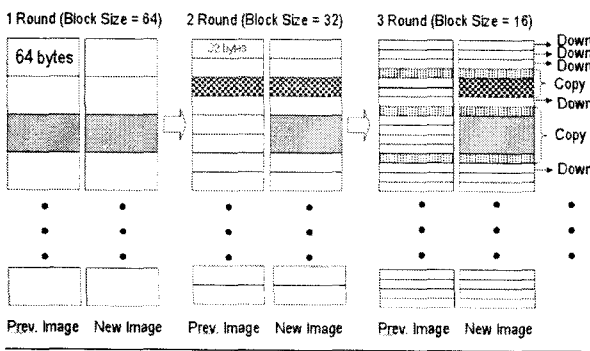 1 Round (Block Size = 64)
2 Round (Block Size = 32)
3 Round (Block Size = 16)
64 bytes
32 bytes
Down
Down
Down
Copy
Down
Copy
Down
Prev. Image
New Image
Prev. Image
New Image
Prev. Image
New Image